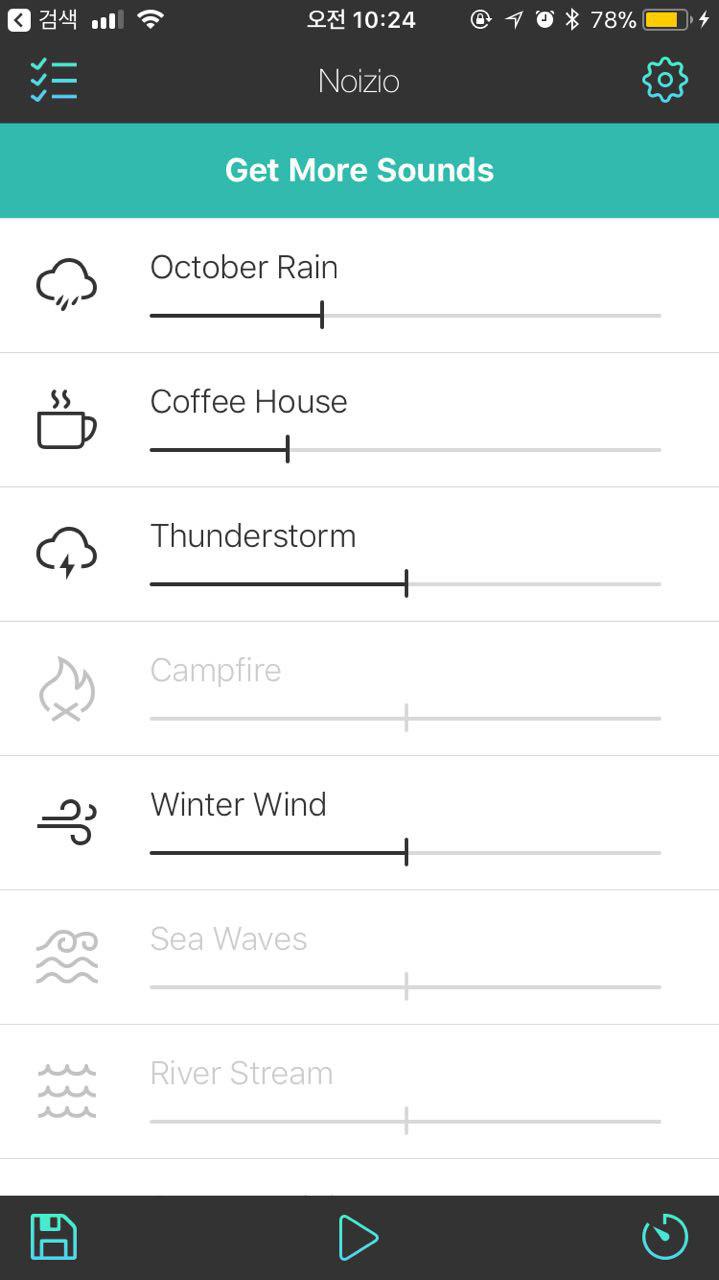 검색 오전 10:24 78%
Noizio
Get More Sounds
October Rain
Coffee House
Thunderstorm
Campfire
Winter Wind
Sea Waves
River Stream